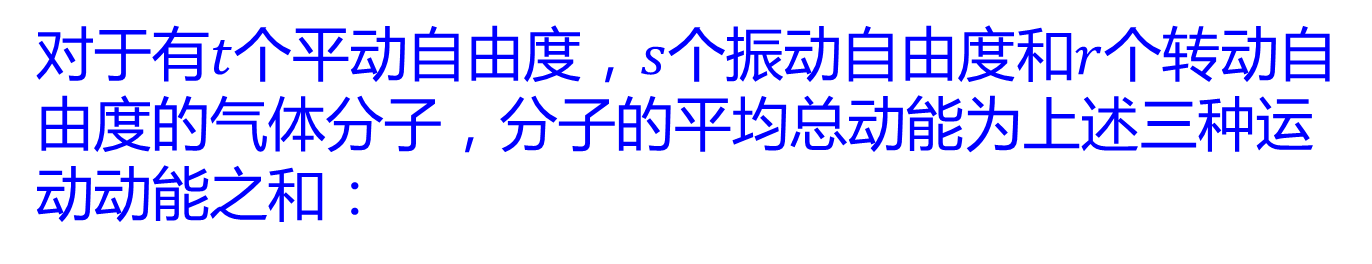 对于有t个平动自由度，s个振动自由度和r个转动自
由度的气体分子，分子的平均总动能为上述三种运
动动能之和：